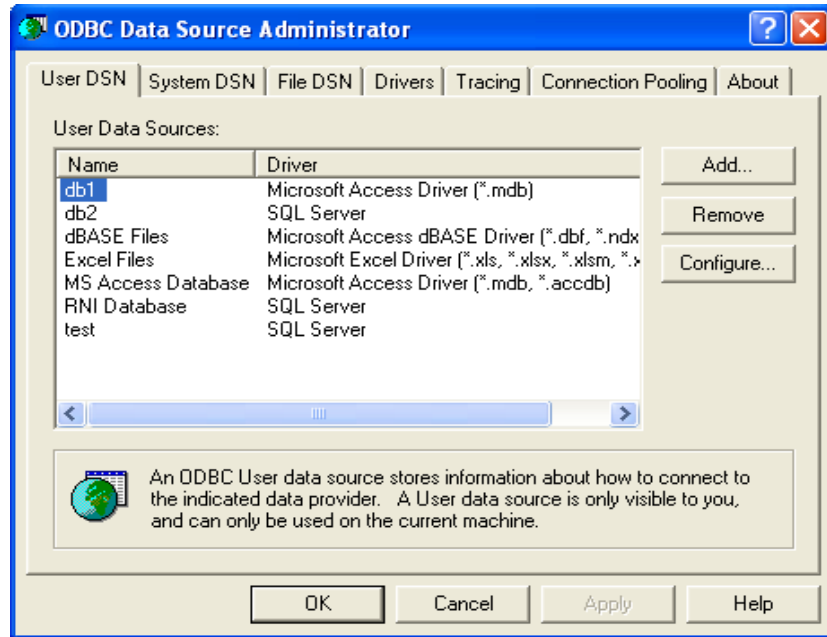 ODBC Data Source Administrator
User DSN System DSN File DSN Drivers Tracing Connection Pooling About
User Data Sources:
Name Driver Add...
db1 Microsoft Access Driver (*.mdb)
db2 SQL Server Remove
dBASE Files Microsoft Access dBASE Driver (*.dbf, *.ndx
Excel Files Microsoft Excel Driver (*.xls, *.xlsx, *.xlsm, *.x Configure...
MS Access Database Microsoft Access Driver (*.mdb, *.accdb)
RNI Database SQL Server
test SQL Server
An ODBC User data source stores information about how to connect to
the indicated data provider. A User data source is only visible to you,
and can only be used on the current machine.
OK Cancel Apply Help